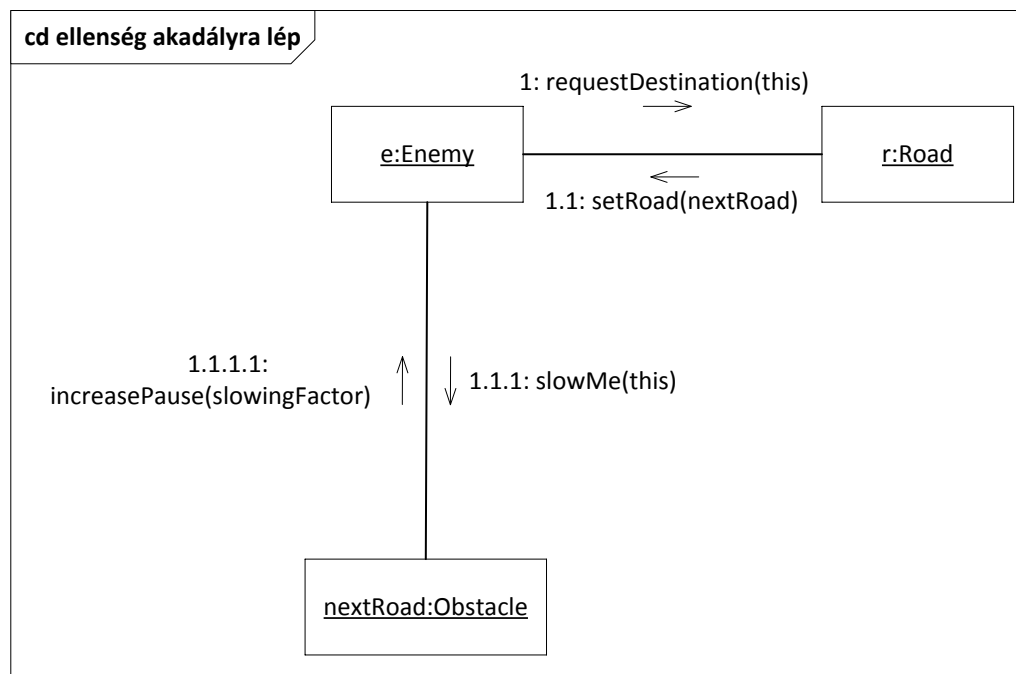 cd ellenség akadályra lép
1: requestDestination(this)
e:Enemy
r:Road
1.1: setRoad(nextRoad)
1.1.1.1:
increasePause(slowingFactor)
1.1.1: slowMe(this)
nextRoad:Obstacle